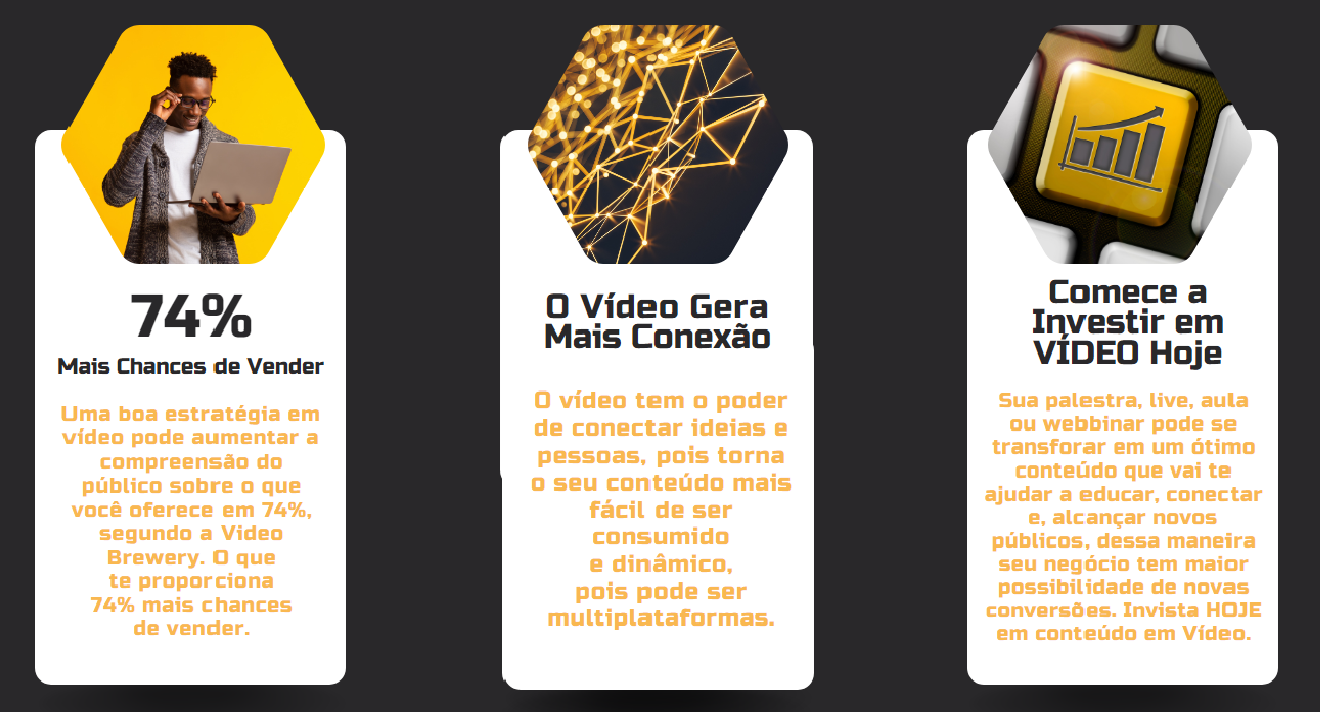 74%
Mais Chances de Vender
Uma boa estratégia em
vídeo pode aumentar a
compreensão do
público sobre o que
você oferece em 74%,
segundo a Video
Brewery. O que
te proporciona
74% mais chances
de vender.
O Vídeo Gera
Mais Conexão
O vídeo tem o poder
de conectar ideias e
pessoas, pois torna
o seu conteúdo mais
fácil de ser
consumido
e dinâmico,
pois pode ser
multiplataformas.
Comece a
Investir em
VÍDEO Hoje
Sua palestra, live, aula
ou webbinar pode se
transforar em um ótimo
conteúdo que vai te
ajudar a educar, conectar
e, alcançar novos
públicos, dessa maneira
seu negócio tem maior
possibilidade de novas
conversões. Invista HOJE
em conteúdo em Vídeo.